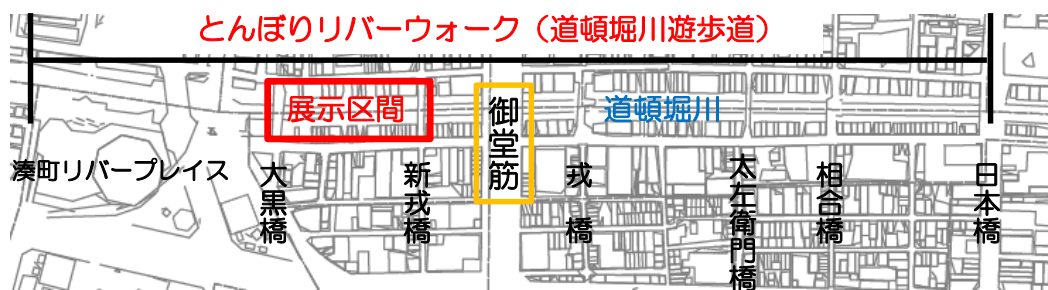 とんぼりリバーウォーク（道頓堀川遊歩道）
展示区間
御堂筋
道頓堀川
湊町リバープレイス
大黒橋
新戎橋
戎橋
太左衛門橋
相合橋
日本橋